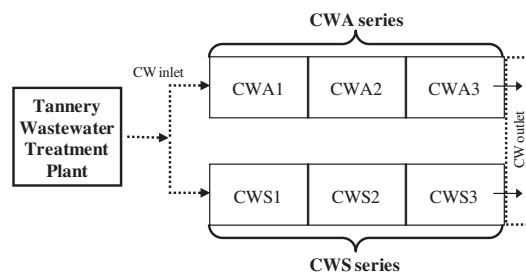 CWA series
CW inlet
CWA1 CWA2 CWA3
Tannery
Wastewater
Treatment
Plant
CW outlet
CWS1 CWS2 CWS3
CWS series